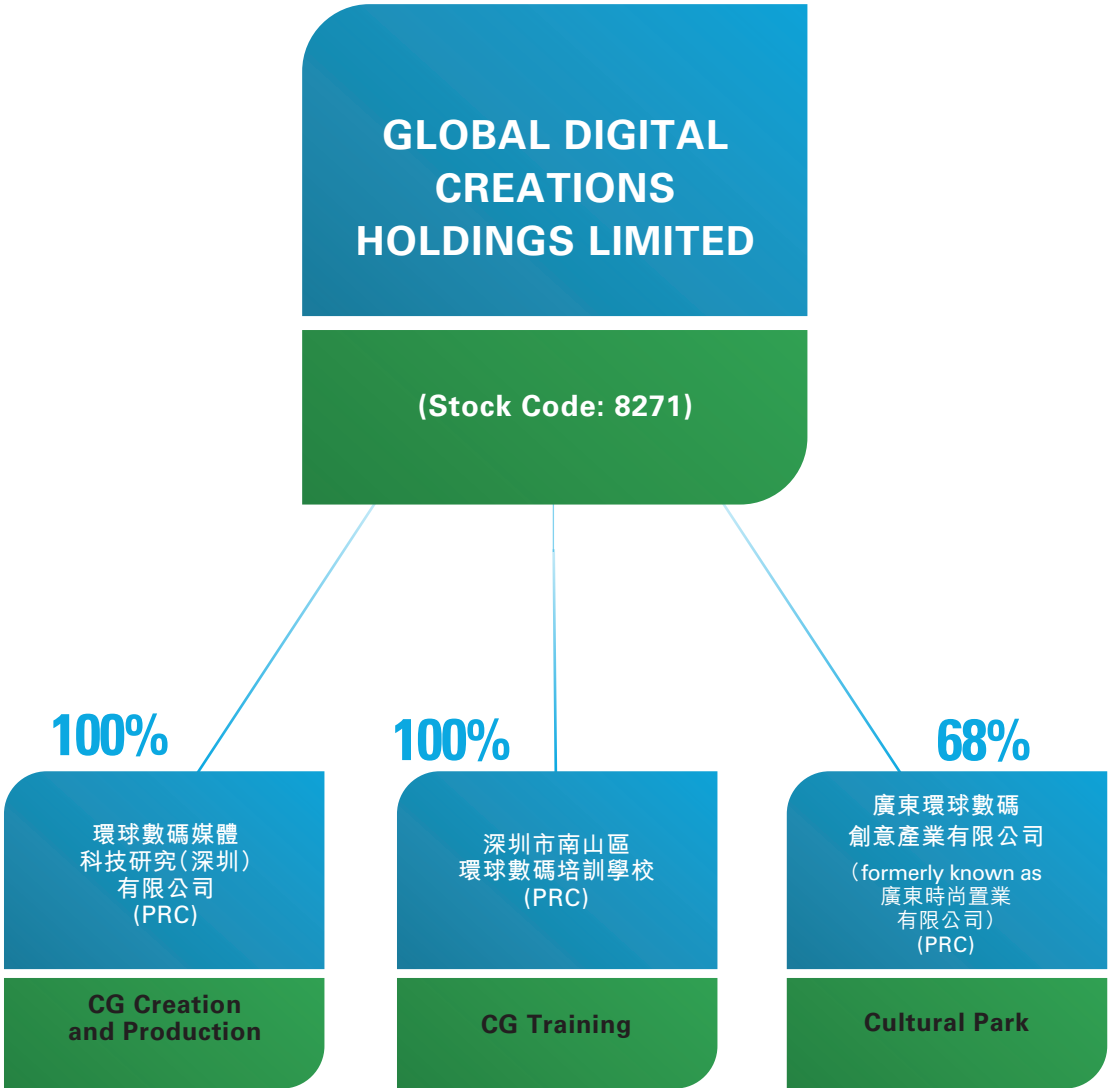 GLOBAL DIGITAL
CREATIONS
HOLDINGS LIMITED
(Stock Code: 8271)
100%
環球數碼媒體
科技研究(深圳)
有限公司
(PRC)
CG Creation
and Production
100%
深圳市南山區
環球數碼培訓學校
(PRC)
CG Training
68%
廣東環球數碼
創意產業有限公司
(formerly known as
廣東時尚置業
有限公司)
(PRC)
Cultural Park